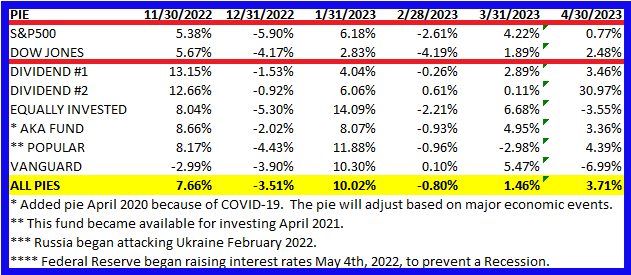 PIE 11/30/2022 12/31/2022 1/31/2023 2/28/2023 3/31/2023 4/30/2023
S&P500 5.38% -5.90% 6.18% -2.61% 4.22% 0.77%
DOW JONES 5.67% -4.17% 2.83% -4.19% 1.89% 2.48%
DIVIDEND #1 13.15% -1.53% 4.04% -0.26% 2.89% 3.46%
DIVIDEND #2 12.66% -0.92% 6.06% 0.61% 0.11% 30.97%
EQUALLY INVESTED 8.04% -5.30% 14.09% -2.21% 6.68% -3.55%
* AKA FUND 8.66% -2.02% 8.07% -0.93% 4.95% 3.36%
** POPULAR 8.17% -4.43% 11.88% -0.96% -2.98% 4.39%
VANGUARD -2.99% -3.90% 10.30% 0.10% 5.47% -6.99%
ALL PIES 7.66% -3.51% 10.02% -0.80% 1.46% 3.71%
* Added pie April 2020 because of COVID-19. The pie will adjust based on major economic events.
** This fund became available for investing April 2021.
*** Russia began attacking Ukraine February 2022.
**** Federal Reserve began raising interest rates May 4th, 2022, to prevent a Recession.